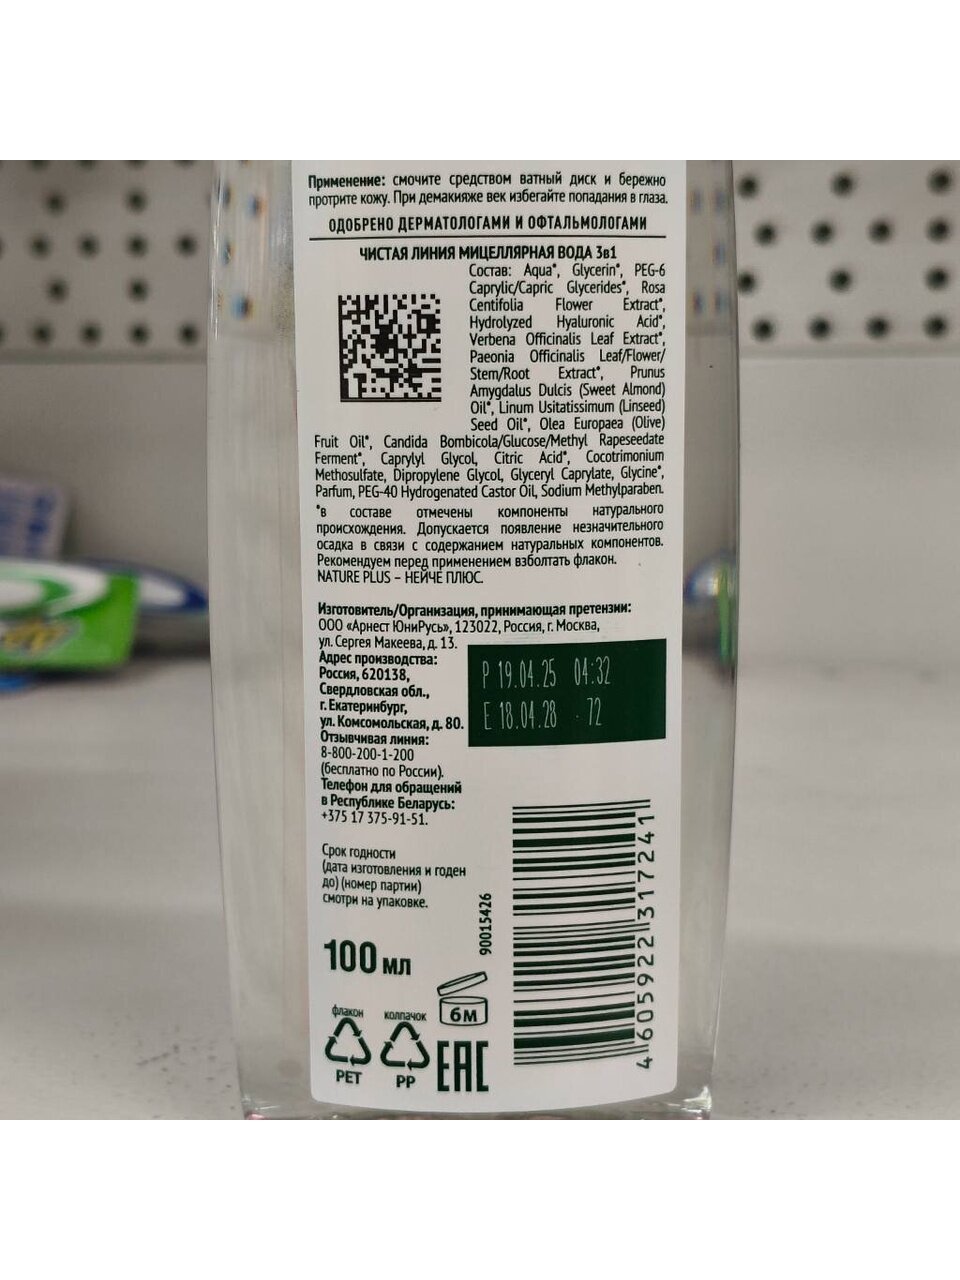 Применение: смочите средством ватный диск и бережно
протрите кожу. При демакияже век избегайте попадания в глаза.
ОДОБРЕНО ДЕРМАТОЛОГАМИ И ОФТАЛЬМОЛОГАМИ
ЧИСТАЯ ЛИНИЯ МИЦЕЛЛЯРНАЯ ВОДА 3в1
Состав: Aqua*, Glycerin*, PEG-6
Caprylic/Capric Glycerides*, Rosa
Centifolia Flower Extract*,
Hydrolyzed Hyaluronic Acid*,
Verbena Officinalis Leaf Extract*,
Paeonia Officinalis Leaf/Flower/
Stem/Root Extract*, Prunus
Amygdalus Dulcis (Sweet Almond)
Oil*, Linum Usitatissimum (Linseed)
Seed Oil*, Olea Europaea (Olive)
Fruit Oil*, Candida Bombicola/Glucose/Methyl Rapeseedate
Ferment*, Caprylyl Glycol, Citric Acid*, Cocotrimonium
Methosulfate, Dipropylene Glycol, Glyceryl Caprylate, Glycine*,
Parfum, PEG-40 Hydrogenated Castor Oil, Sodium Methylparaben.
*в составе отмечены компоненты натурального
происхождения. Допускается появление незначительного
осадка в связи с содержанием натуральных компонентов.
Рекомендуем перед применением взболтать флакон.
NATURE PLUS – НЕЙЧЕ ПЛЮС.
Изготовитель/Организация, принимающая претензии:
ООО «Арнест ЮниРусь», 123022, Россия, г. Москва,
ул. Сергея Макеева, д. 13.
Адрес производства:
Россия, 620138,
Свердловская обл.,
г. Екатеринбург,
ул. Комсомольская, д. 80.
Отзывчивая линия:
8-800-200-1-200
(бесплатно по России).
Телефон для обращений
в Республике Беларусь:
+375 17 375-91-51.
P 19.04.25 04:32
E 18.04.28 · 72
Срок годности
(дата изготовления и годен
до) (номер партии)
смотри на упаковке.
90015426
4 605922 317241
100 мл
6м
флакон
PET
колпачок
PP
EAC